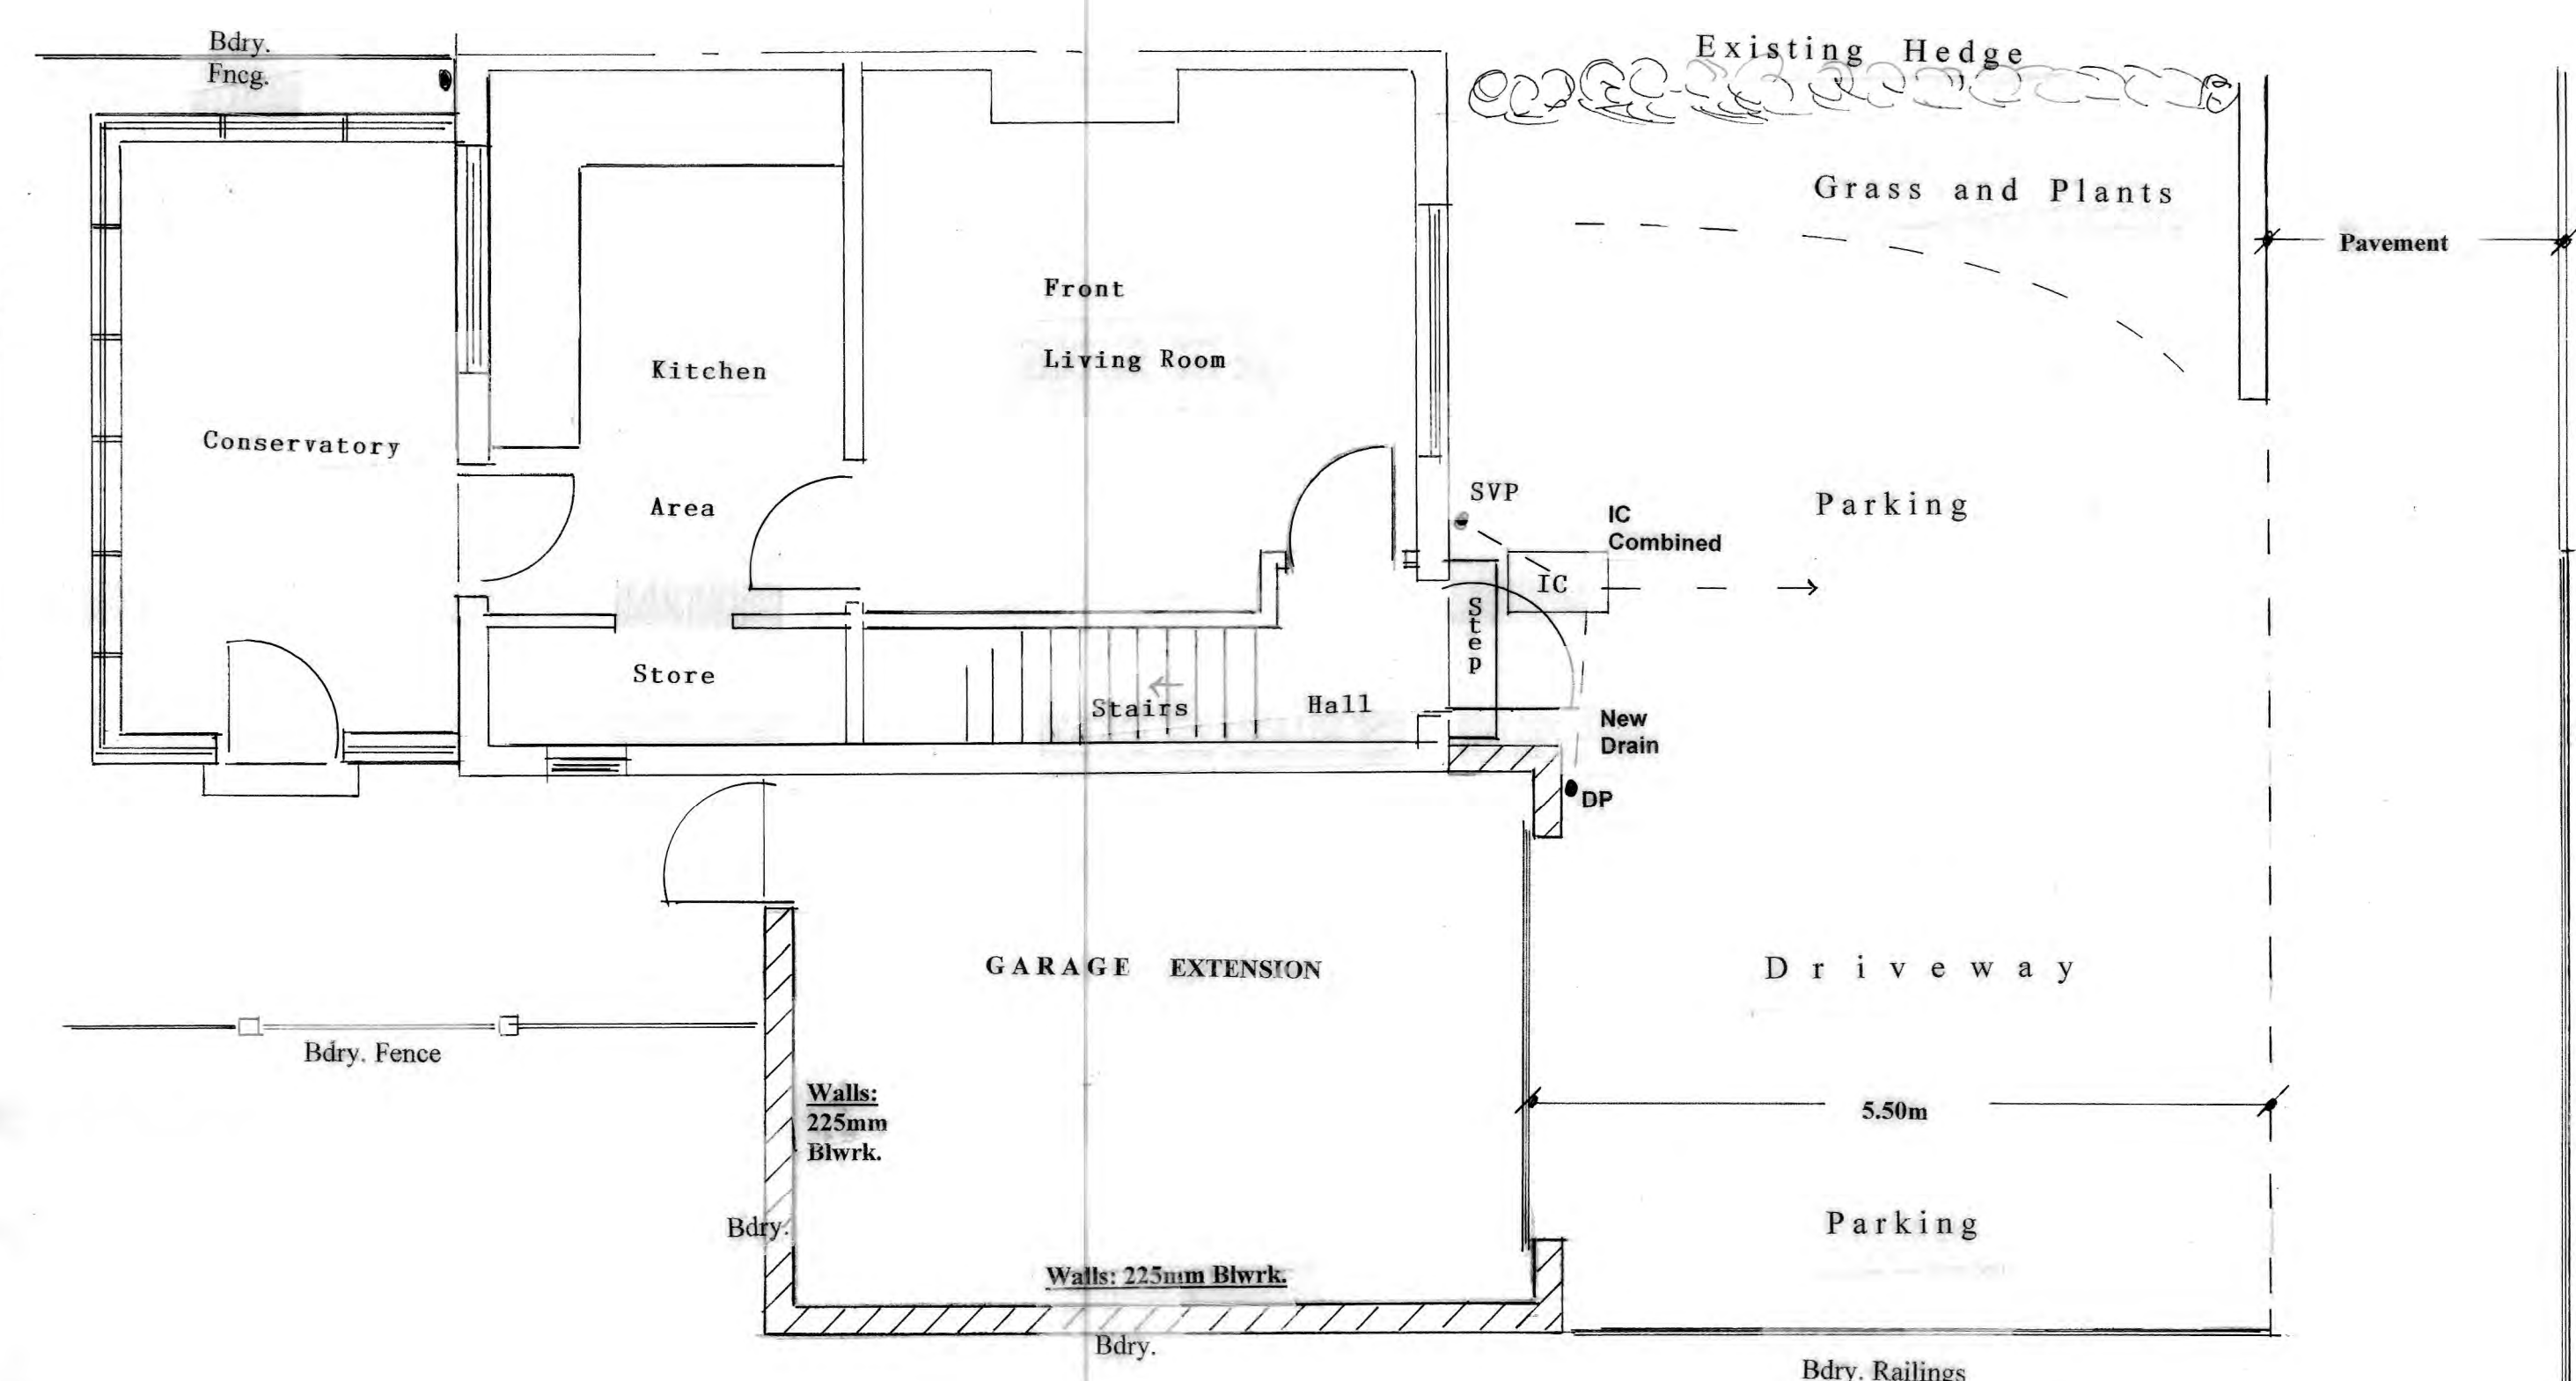 Bdry.
Fncg.
Existing Hedge
Grass and Plants
Pavement
Front
Living Room
Kitchen
Area
Conservatory
SVP
IC
Combined
Parking
IC
Step
Store
Stairs
Hall
New
Drain
DP
GARAGE EXTENSION
Driveway
Bdry. Fence
Walls:
225mm
Blwrk.
5.50m
Bdry.
Parking
Walls: 225mm Blwrk.
Bdry.
Bdry. Railings